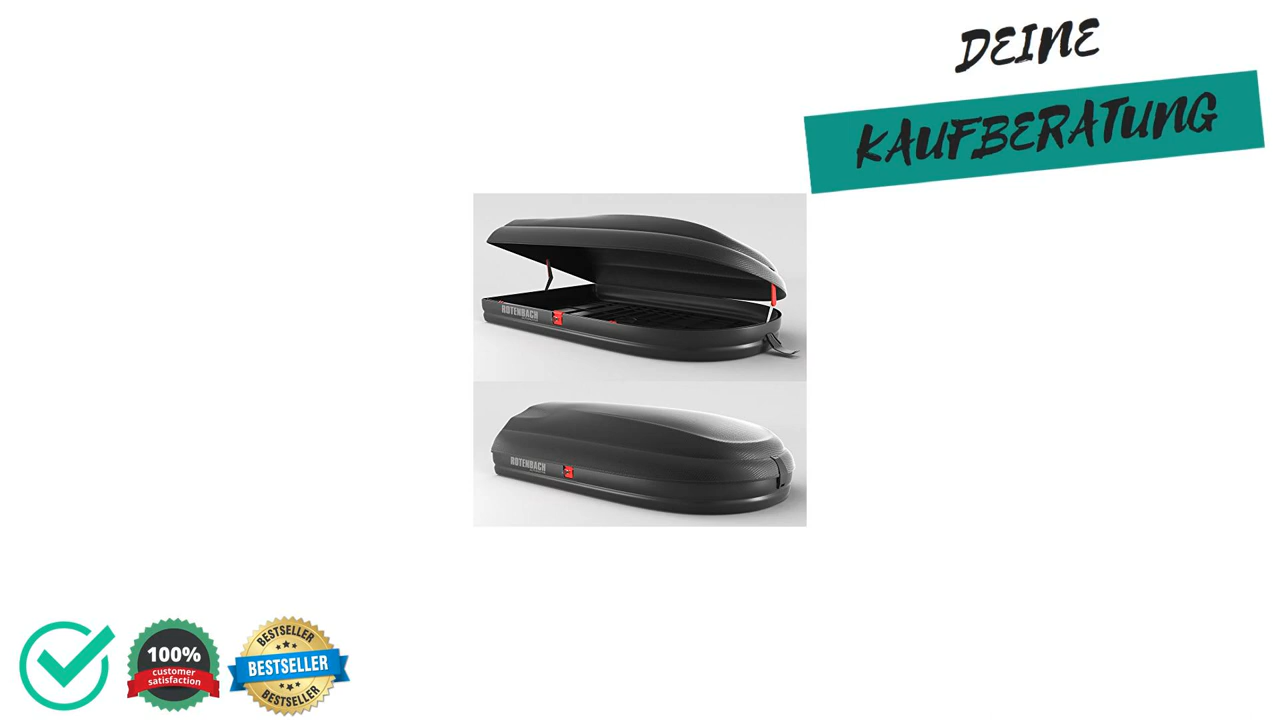 DEINE
KAUFBERATUNG
ROTENBACH
ROTENBACH
100%
customer
satisfaction
BESTSELLER
BESTSELLER
BESTSELLER